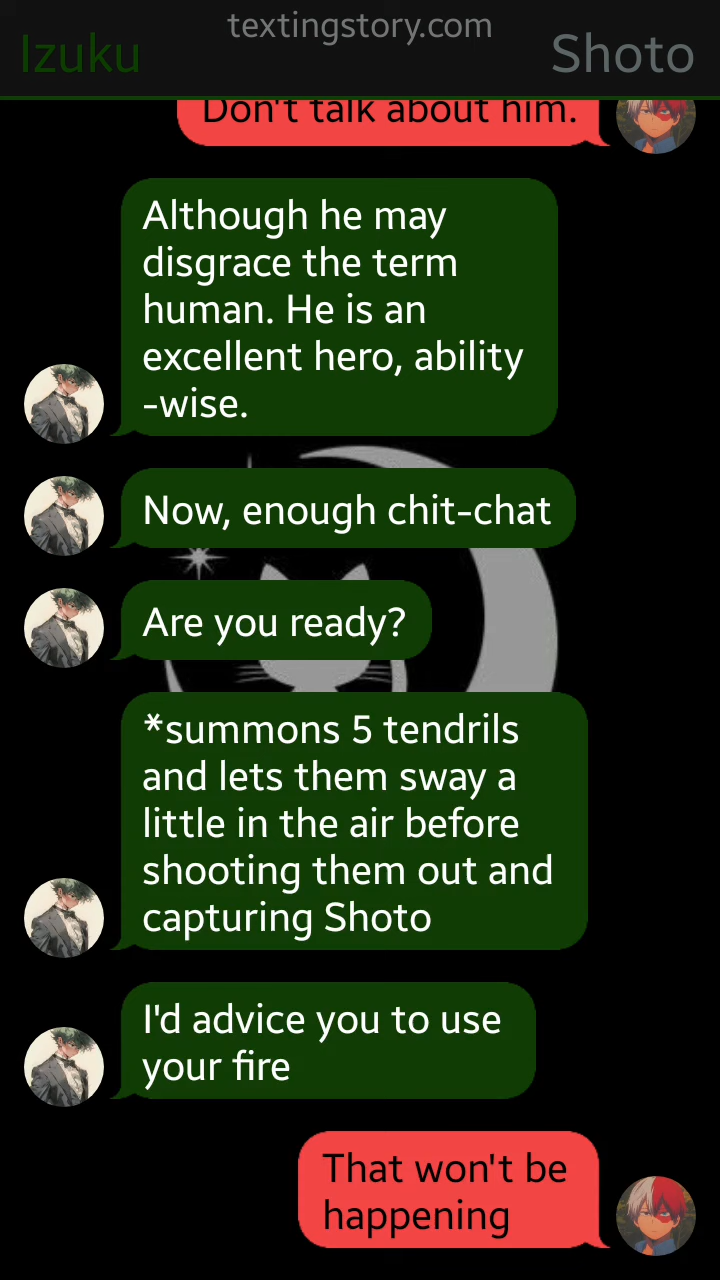 textingstory.com
Izuku
Shoto
Don't talk about him.
Although he may
disgrace the term
human. He is an
excellent hero, ability
-wise.
Now, enough chit-chat
Are you ready?
*summons 5 tendrils
and lets them sway a
little in the air before
shooting them out and
capturing Shoto
I'd advice you to use
your fire
That won't be
happening